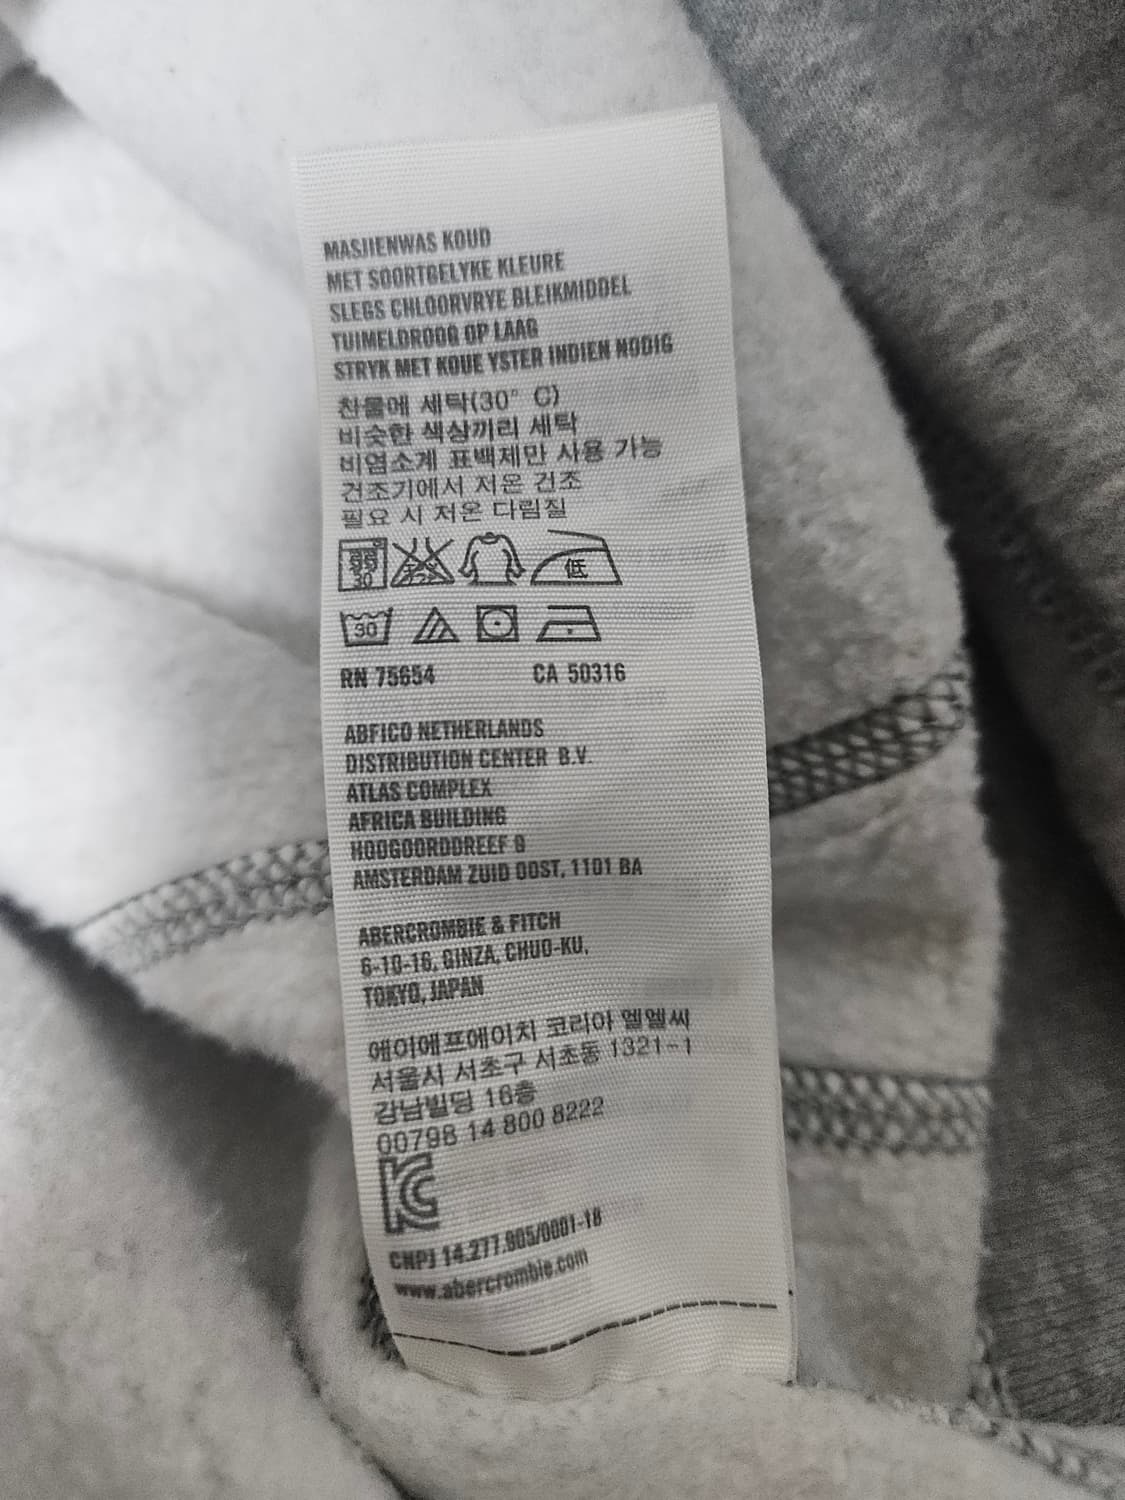 MASJIENWAS KOUD
MET SOORTGELYKE KLEURE
SLEGS CHLOORVRYE BLEIKMIDDEL
TUIMELDROOG OP LAAG
STRYK MET KOUE YSTER INDIEN NODIG
찬물에 세탁(30° C)
비슷한 색상끼리 세탁
비염소계 표백제만 사용 가능
건조기에서 저온 건조
필요 시 저온 다림질
30 低
30
RN 75654 CA 50316
ABFICO NETHERLANDS
DISTRIBUTION CENTER B.V.
ATLAS COMPLEX
AFRICA BUILDING
HOOGOORDDREEF 9
AMSTERDAM ZUID OOST, 1101 BA
ABERCROMBIE & FITCH
6-10-16, GINZA, CHUO-KU,
TOKYO, JAPAN
에이에프에이치 코리아 엘엘씨
서울시 서초구 서초동 1321-1
강남빌딩 16층
00798 14 800 8222
KC
CNPJ 14.277.905/0001-18
www.abercrombie.com